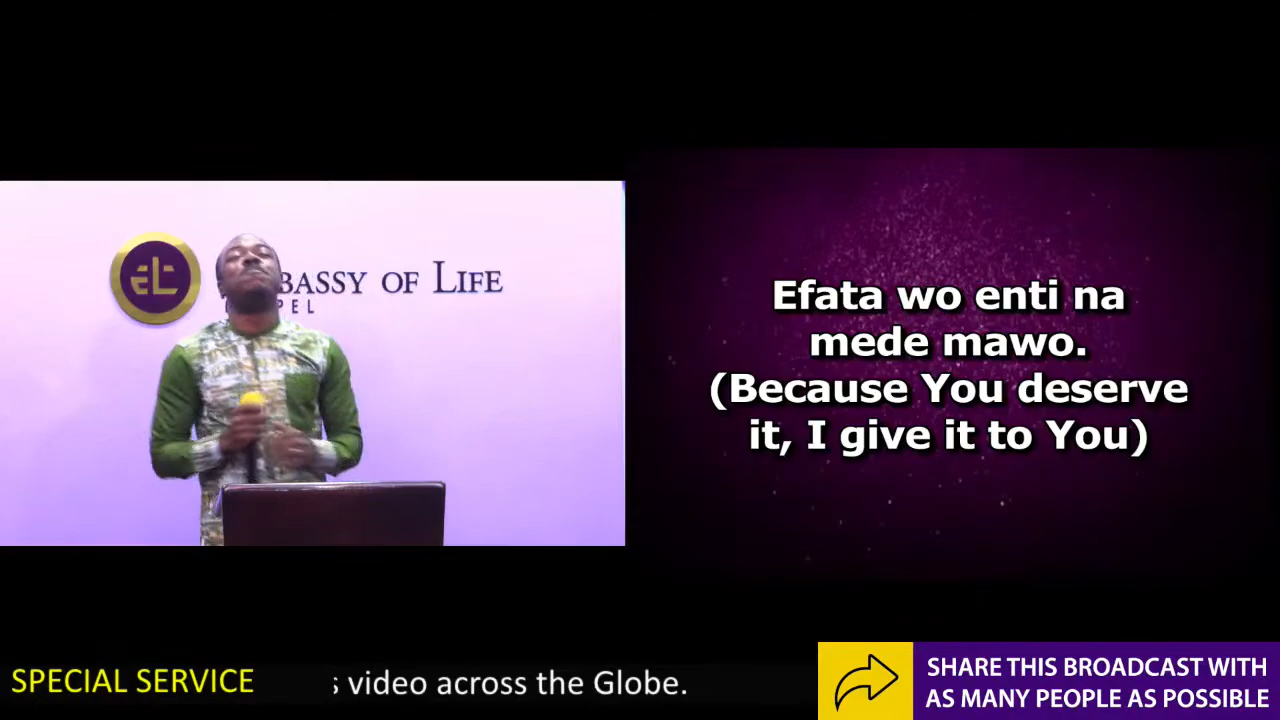 BASSY OF LIFE
PEL
Efata wo enti na
mede mawo.
(Because You deserve
it, I give it to You)
SPECIAL SERVICE
video across the Globe.
SHARE THIS BROADCAST WITH
AS MANY PEOPLE AS POSSIBLE